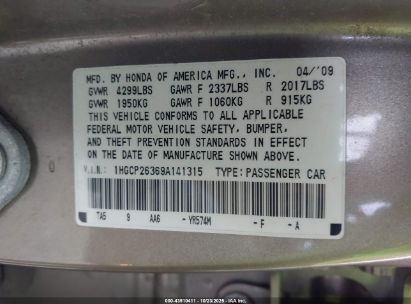 MFD. BY HONDA OF AMERICA MFG., INC. 04/'09
GVWR 4299LBS GAWR F 2337LBS R 2017LBS
GVWR 1950KG GAWR F 1060KG R 915KG
THIS VEHICLE CONFORMS TO ALL APPLICABLE
FEDERAL MOTOR VEHICLE SAFETY, BUMPER,
AND THEFT PREVENTION STANDARDS IN EFFECT
ON THE DATE OF MANUFACTURE SHOWN ABOVE.
V.I.N. 1HGCP26369A141315 TYPE: PASSENGER CAR
TA5 9 AA6 -YR574M -F -A